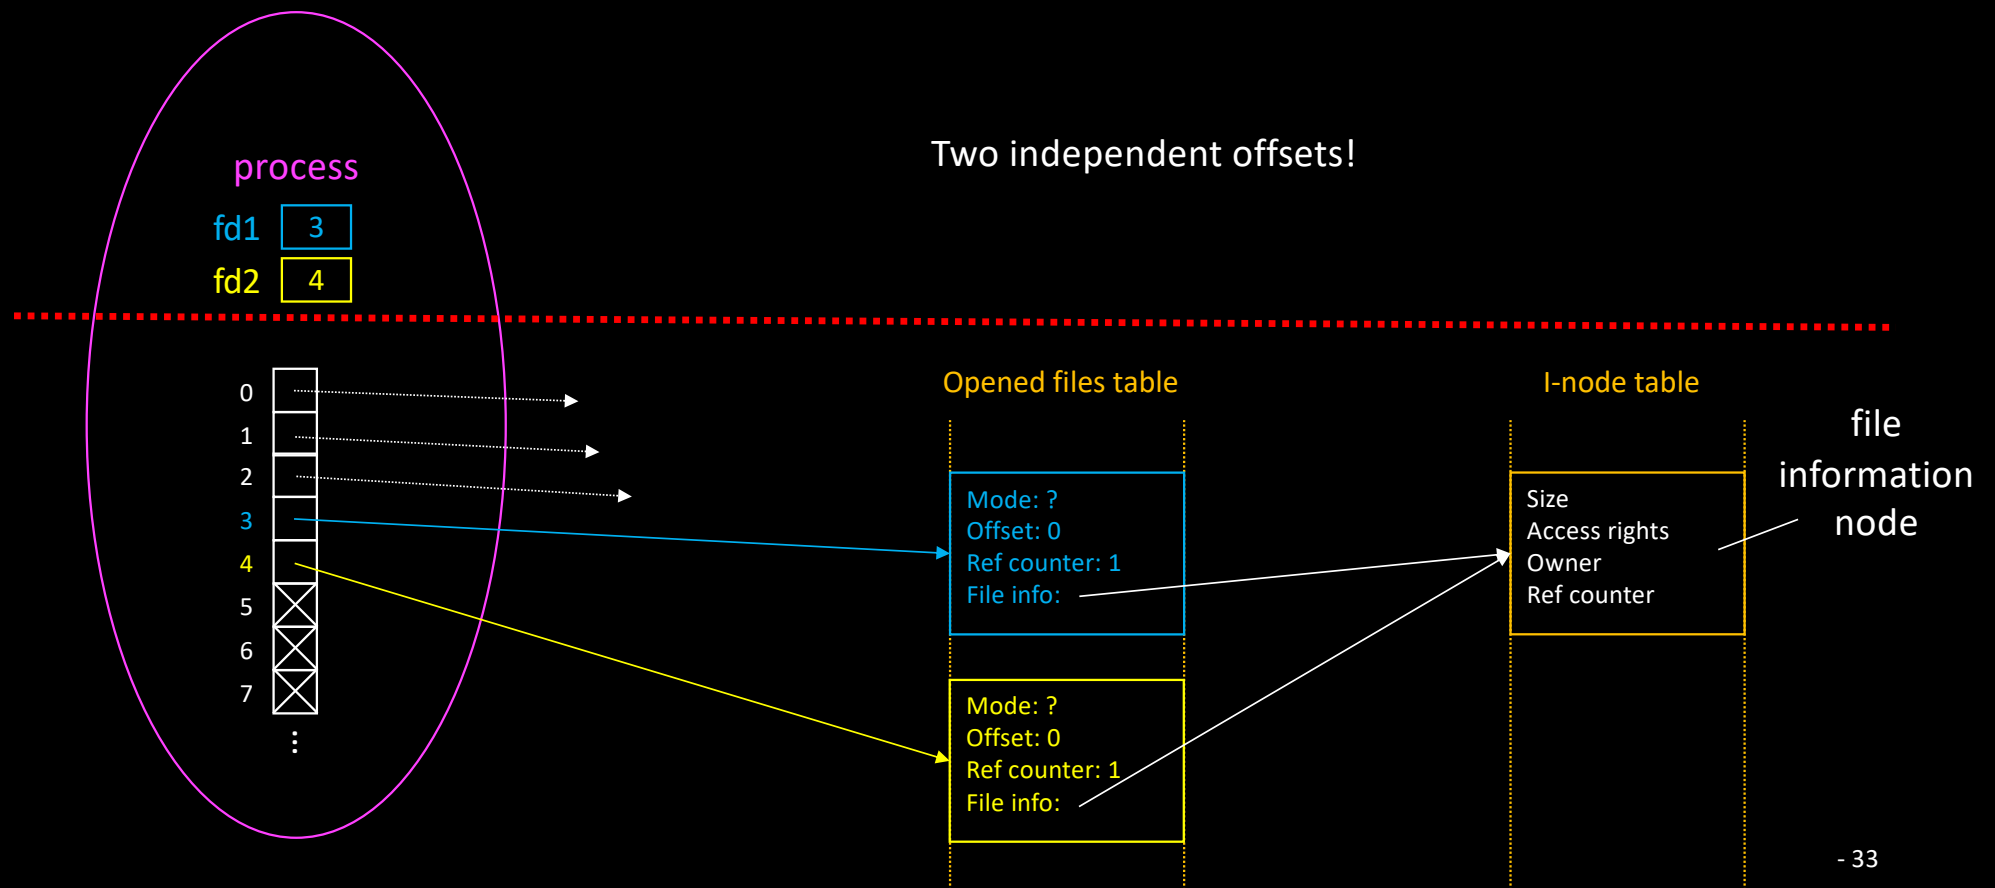 process
fd1 3
fd2 4
Two independent offsets!
0
1
2
3
4
5
6
7
...
Opened files table
Mode: ?
Offset: 0
Ref counter: 1
File info:
Mode: ?
Offset: 0
Ref counter: 1
File info:
I-node table
Size
Access rights
Owner
Ref counter
file
information
node
- 33